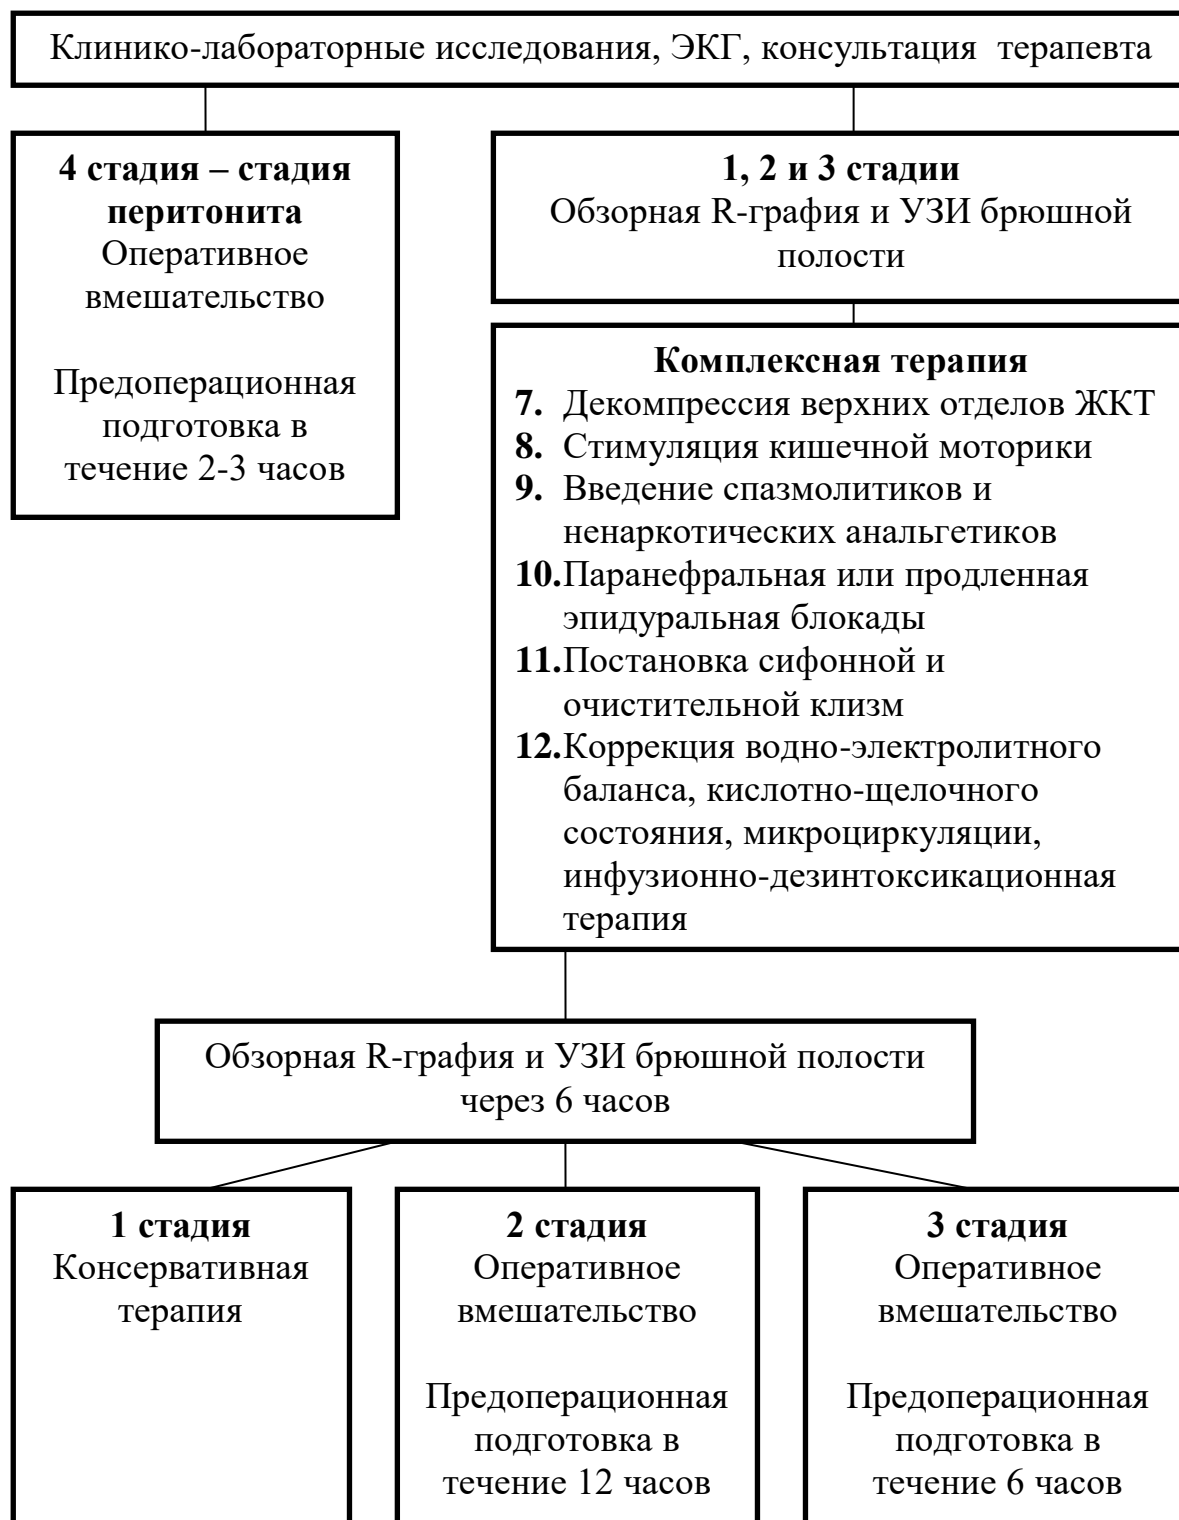 Клинико-лабораторные исследования, ЭКГ, консультация терапевта
4 стадия – стадия
перитонита
Оперативное
вмешательство
Предоперационная
подготовка в
течение 2-3 часов
1, 2 и 3 стадии
Обзорная R-графия и УЗИ брюшной
полости
Комплексная терапия
7. Декомпрессия верхних отделов ЖКТ
8. Стимуляция кишечной моторики
9. Введение спазмолитиков и
ненаркотических анальгетиков
10.Паранефральная или продленная
эпидуральная блокады
11.Постановка сифонной и
очистительной клизм
12.Коррекция водно-электролитного
баланса, кислотно-щелочного
состояния, микроциркуляции,
инфузионно-дезинтоксикационная
терапия
Обзорная R-графия и УЗИ брюшной полости
через 6 часов
1 стадия
Консервативная
терапия
2 стадия
Оперативное
вмешательство
Предоперационная
подготовка в
течение 12 часов
3 стадия
Оперативное
вмешательство
Предоперационная
подготовка в
течение 6 часов